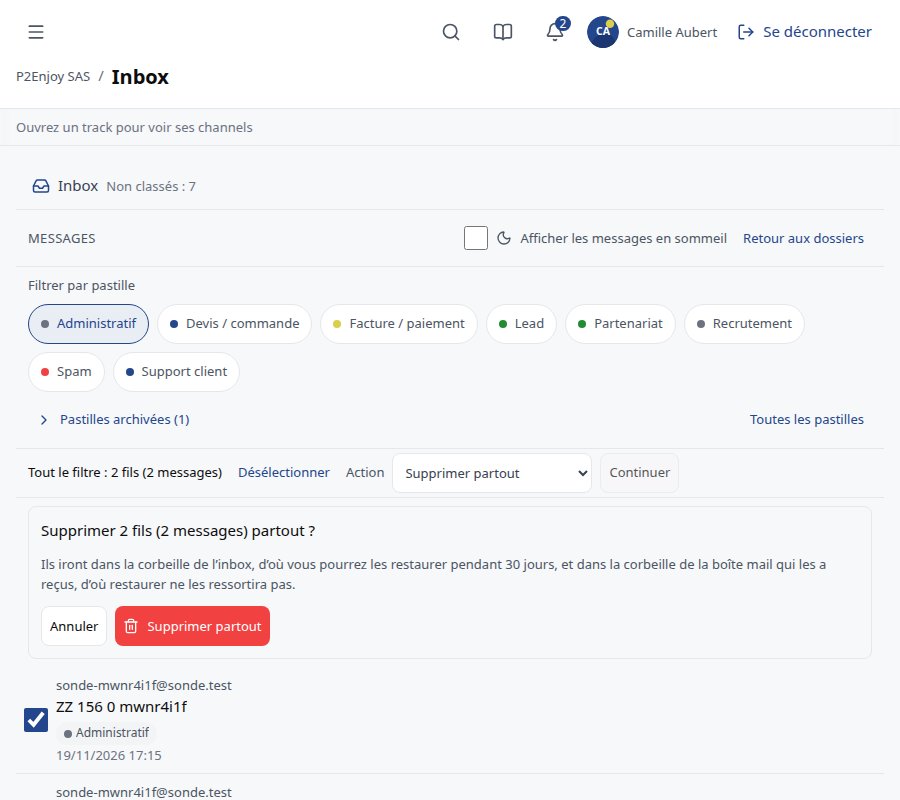 2
CA
Camille Aubert
Se déconnecter
P2Enjoy SAS / Inbox
Ouvrez un track pour voir ses channels
Inbox Non classés : 7
MESSAGES
Afficher les messages en sommeil
Retour aux dossiers
Filtrer par pastille
Administratif
Devis / commande
Facture / paiement
Lead
Partenariat
Recrutement
Spam
Support client
Pastilles archivées (1)
Toutes les pastilles
Tout le filtre : 2 fils (2 messages)
Désélectionner
Action
Supprimer partout
Continuer
Supprimer 2 fils (2 messages) partout ?
Ils iront dans la corbeille de l’inbox, d’où vous pourrez les restaurer pendant 30 jours, et dans la corbeille de la boîte mail qui les a
reçus, d’où restaurer ne les ressortira pas.
Annuler
Supprimer partout
sonde-mwnr4i1f@sonde.test
ZZ 156 0 mwnr4i1f
Administratif
19/11/2026 17:15
sonde-mwnr4i1f@sonde.test